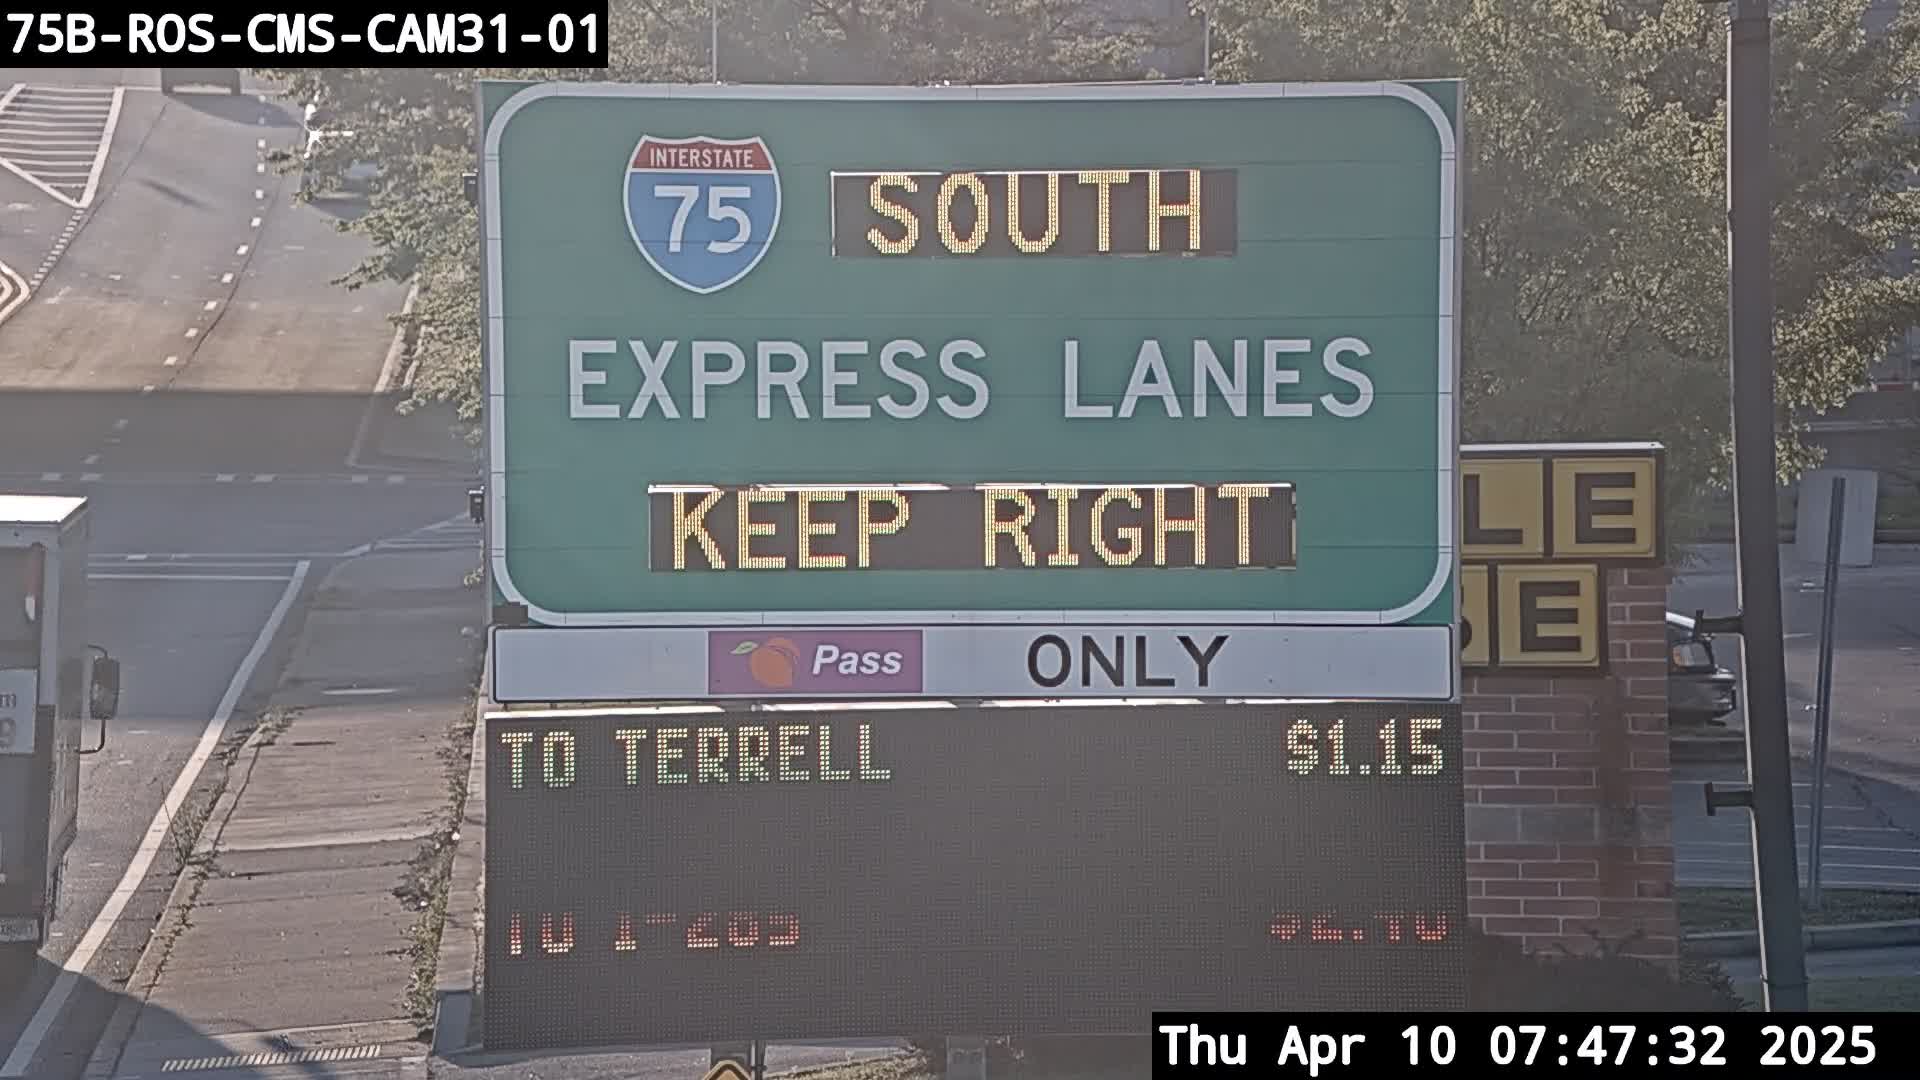 75B-ROS-CMS-CAM31-01
INTERSTATE
75
SOUTH
EXPRESS LANES
KEEP RIGHT
Pass ONLY
TO TERRELL $1.15
LE
E
Thu Apr 10 07:47:32 2025